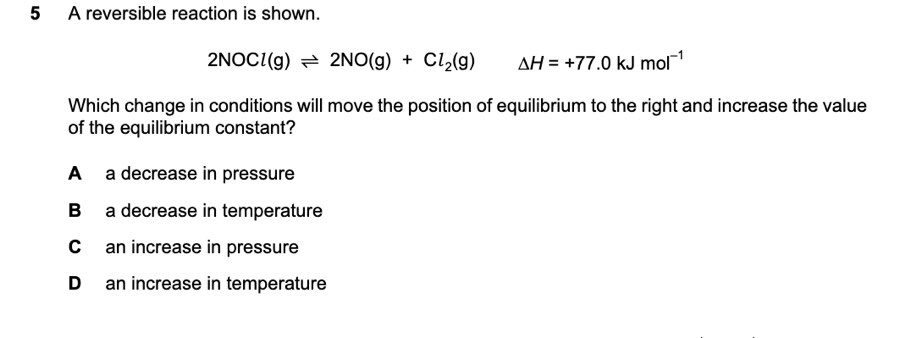 5 A reversible reaction is shown.
2NOCl(g) ⇌ 2NO(g) + Cl₂(g) ΔH = +77.0 kJ mol⁻¹
Which change in conditions will move the position of equilibrium to the right and increase the value
of the equilibrium constant?
A a decrease in pressure
B a decrease in temperature
C an increase in pressure
D an increase in temperature